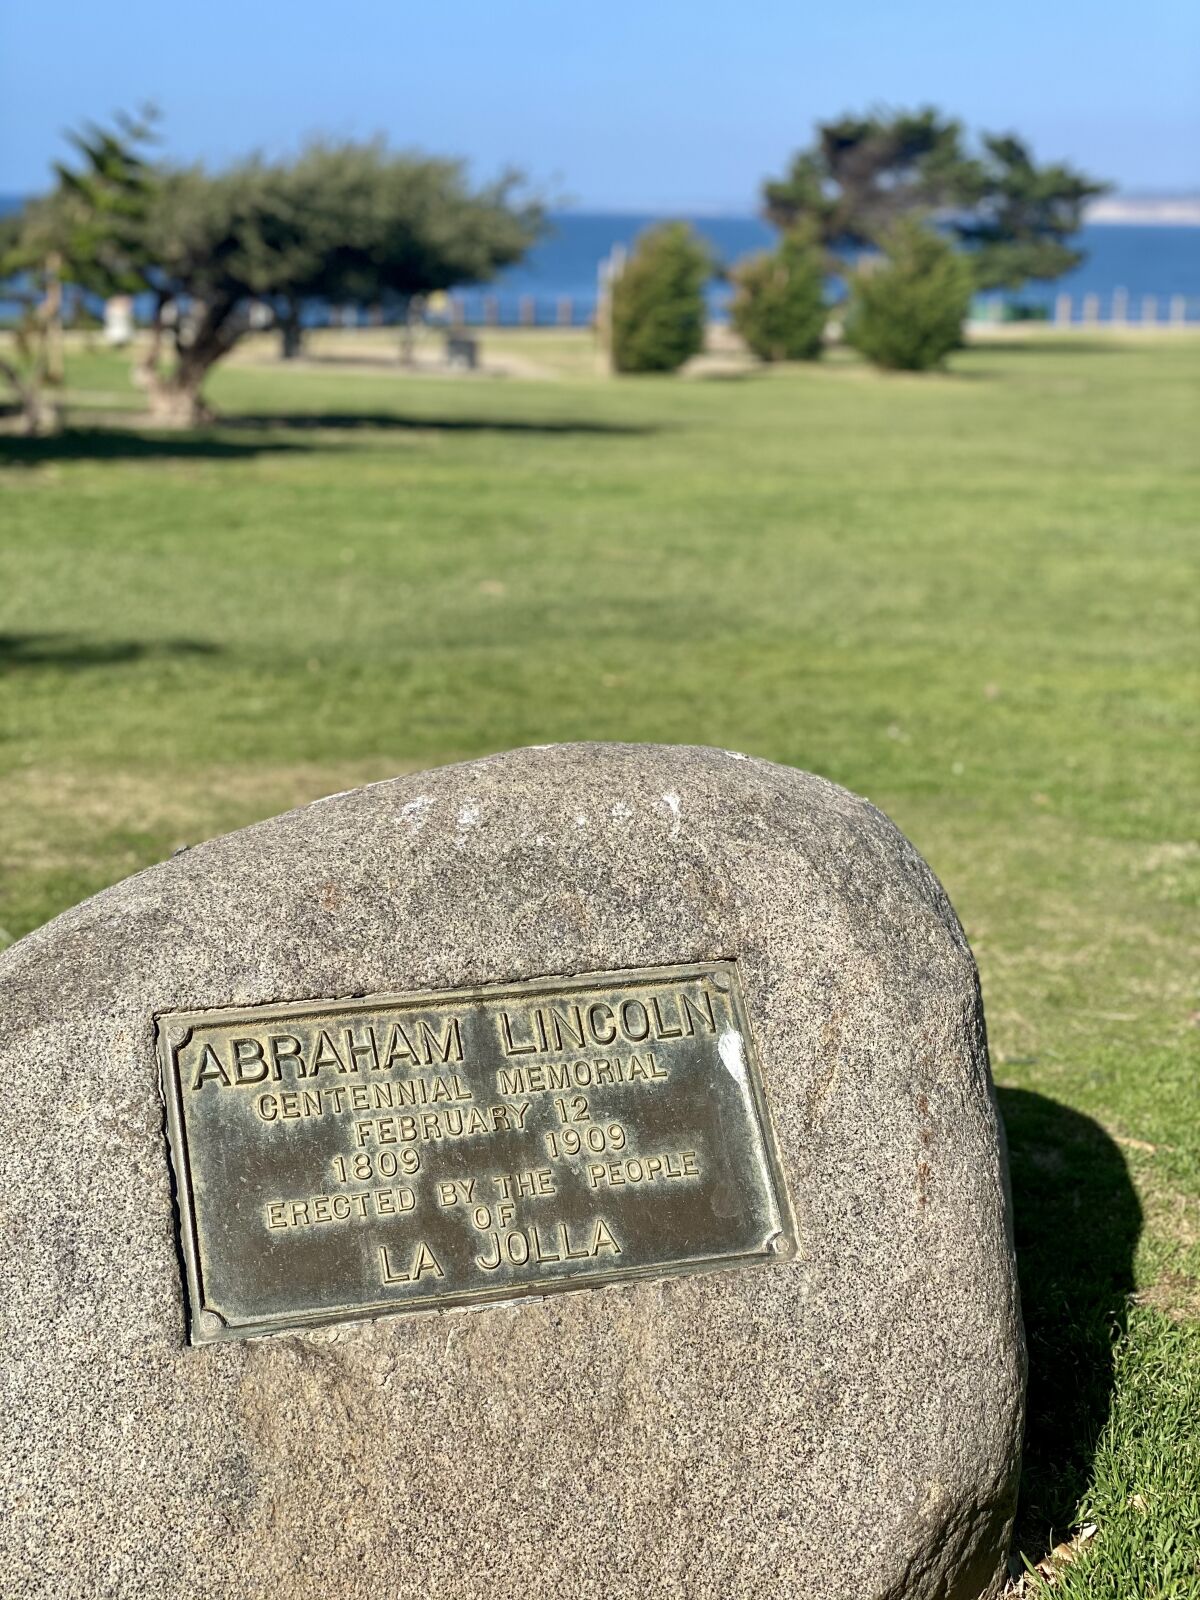 ABRAHAM LINCOLN
CENTENNIAL MEMORIAL
FEBRUARY 12
1809 1909
ERECTED BY THE PEOPLE
OF
LA JOLLA